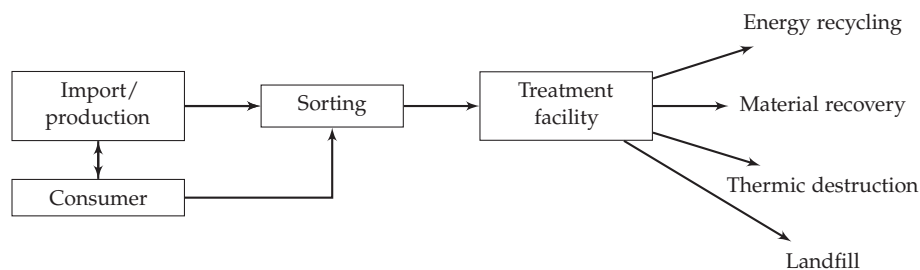 Energy recycling
Import/
production
Sorting
Treatment
facility
Material recovery
Consumer
Thermic destruction
Landfill